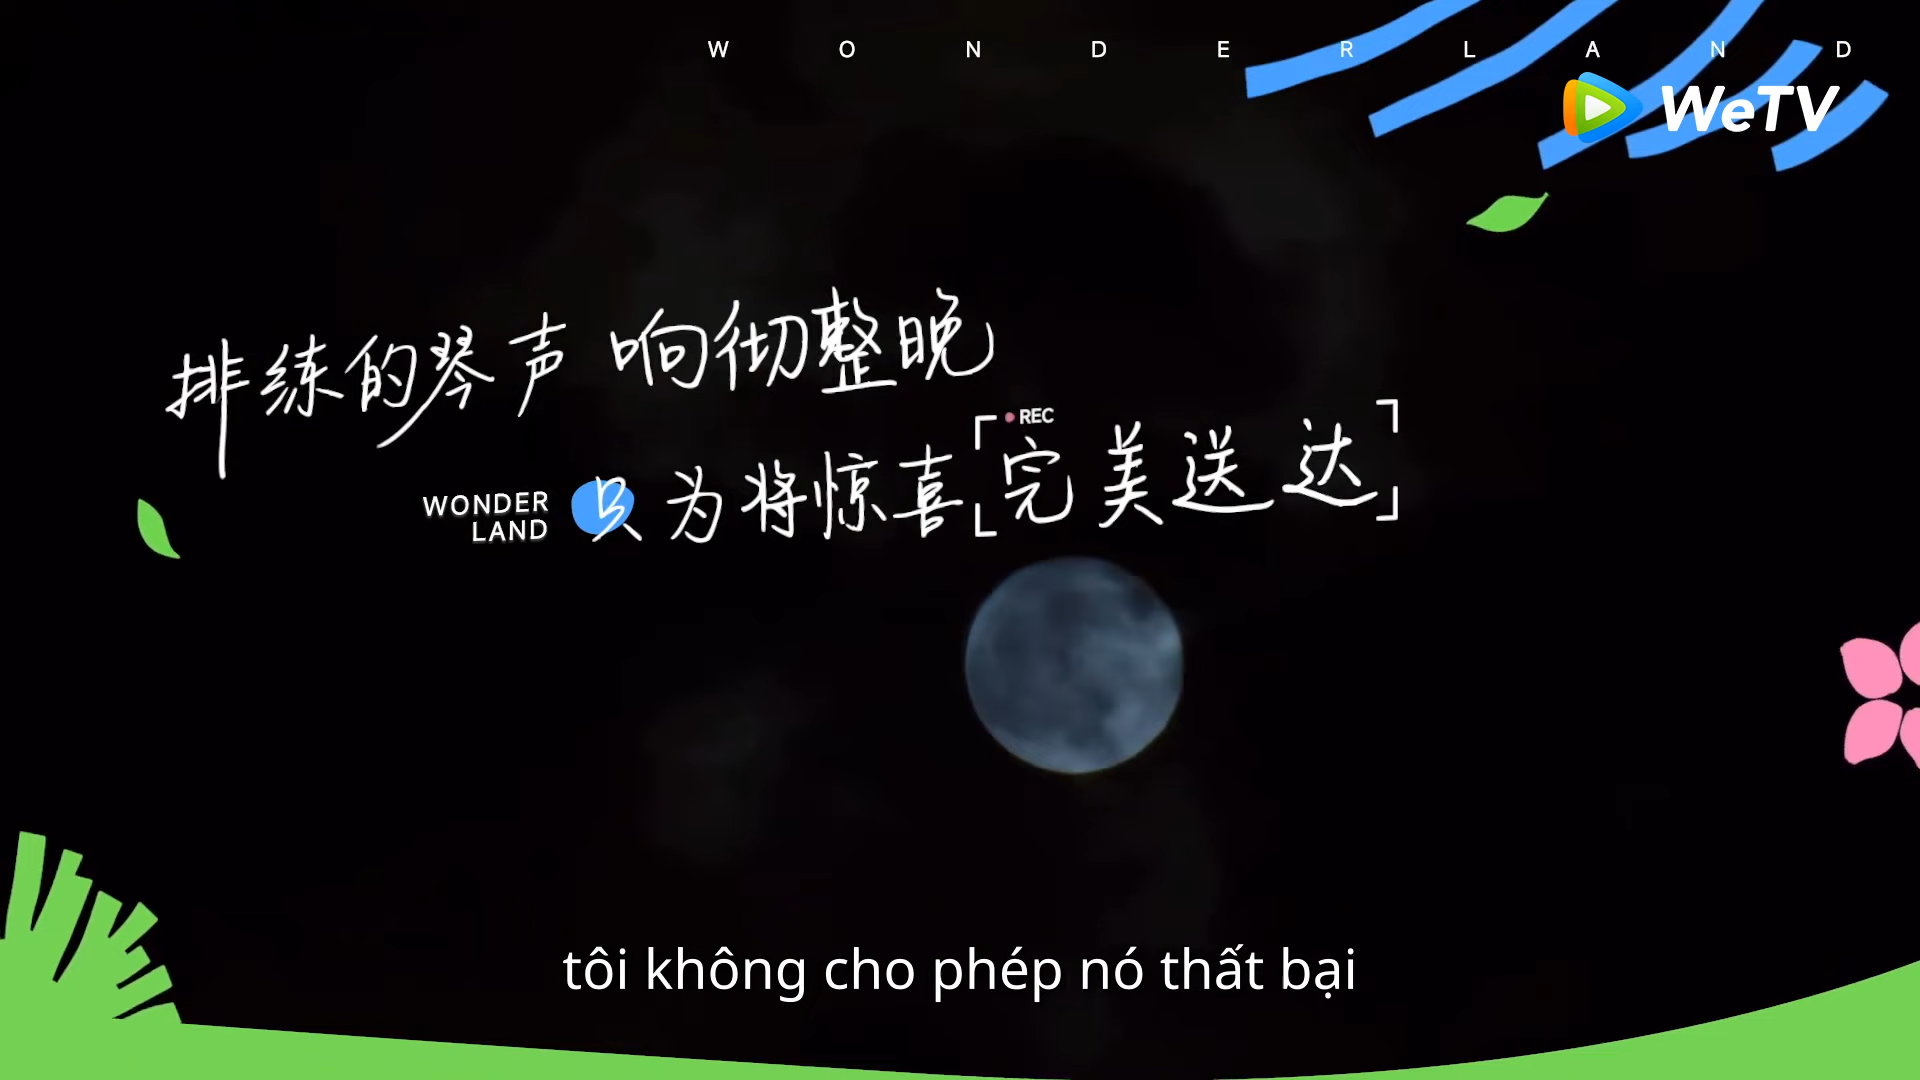 WONDERLAND
WeTV
排练的琴声 响彻整晚
REC
只为将惊喜「完美送达」
WONDER
LAND
tôi không cho phép nó thất bại